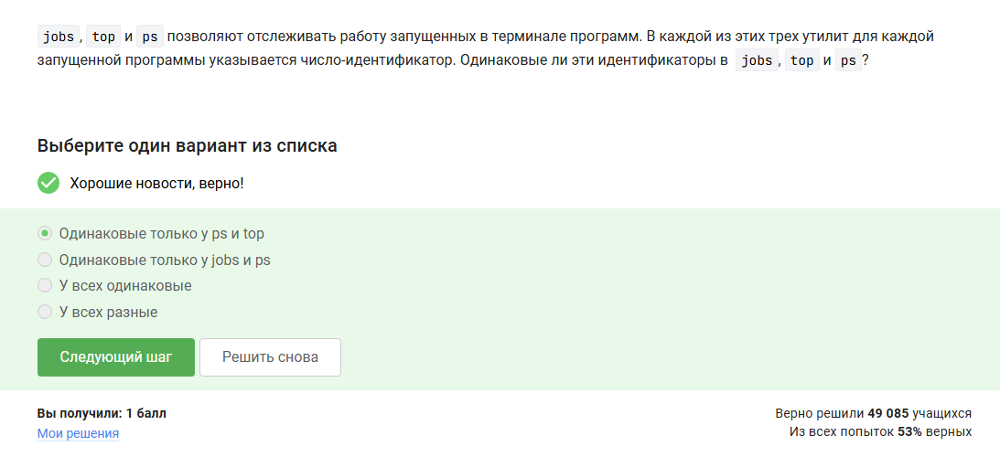 jobs, top и ps позволяют отслеживать работу запущенных в терминале программ. В каждой из этих трех утилит для каждой
запущенной программы указывается число-идентификатор. Одинаковые ли эти идентификаторы в jobs, top и ps?
Выберите один вариант из списка
Хорошие новости, верно!
Одинаковые только у ps и top
Одинаковые только у jobs и ps
У всех одинаковые
У всех разные
Следующий шаг Решить снова
Вы получили: 1 балл Верно решили 49 085 учащихся
Мои решения Из всех попыток 53% верных